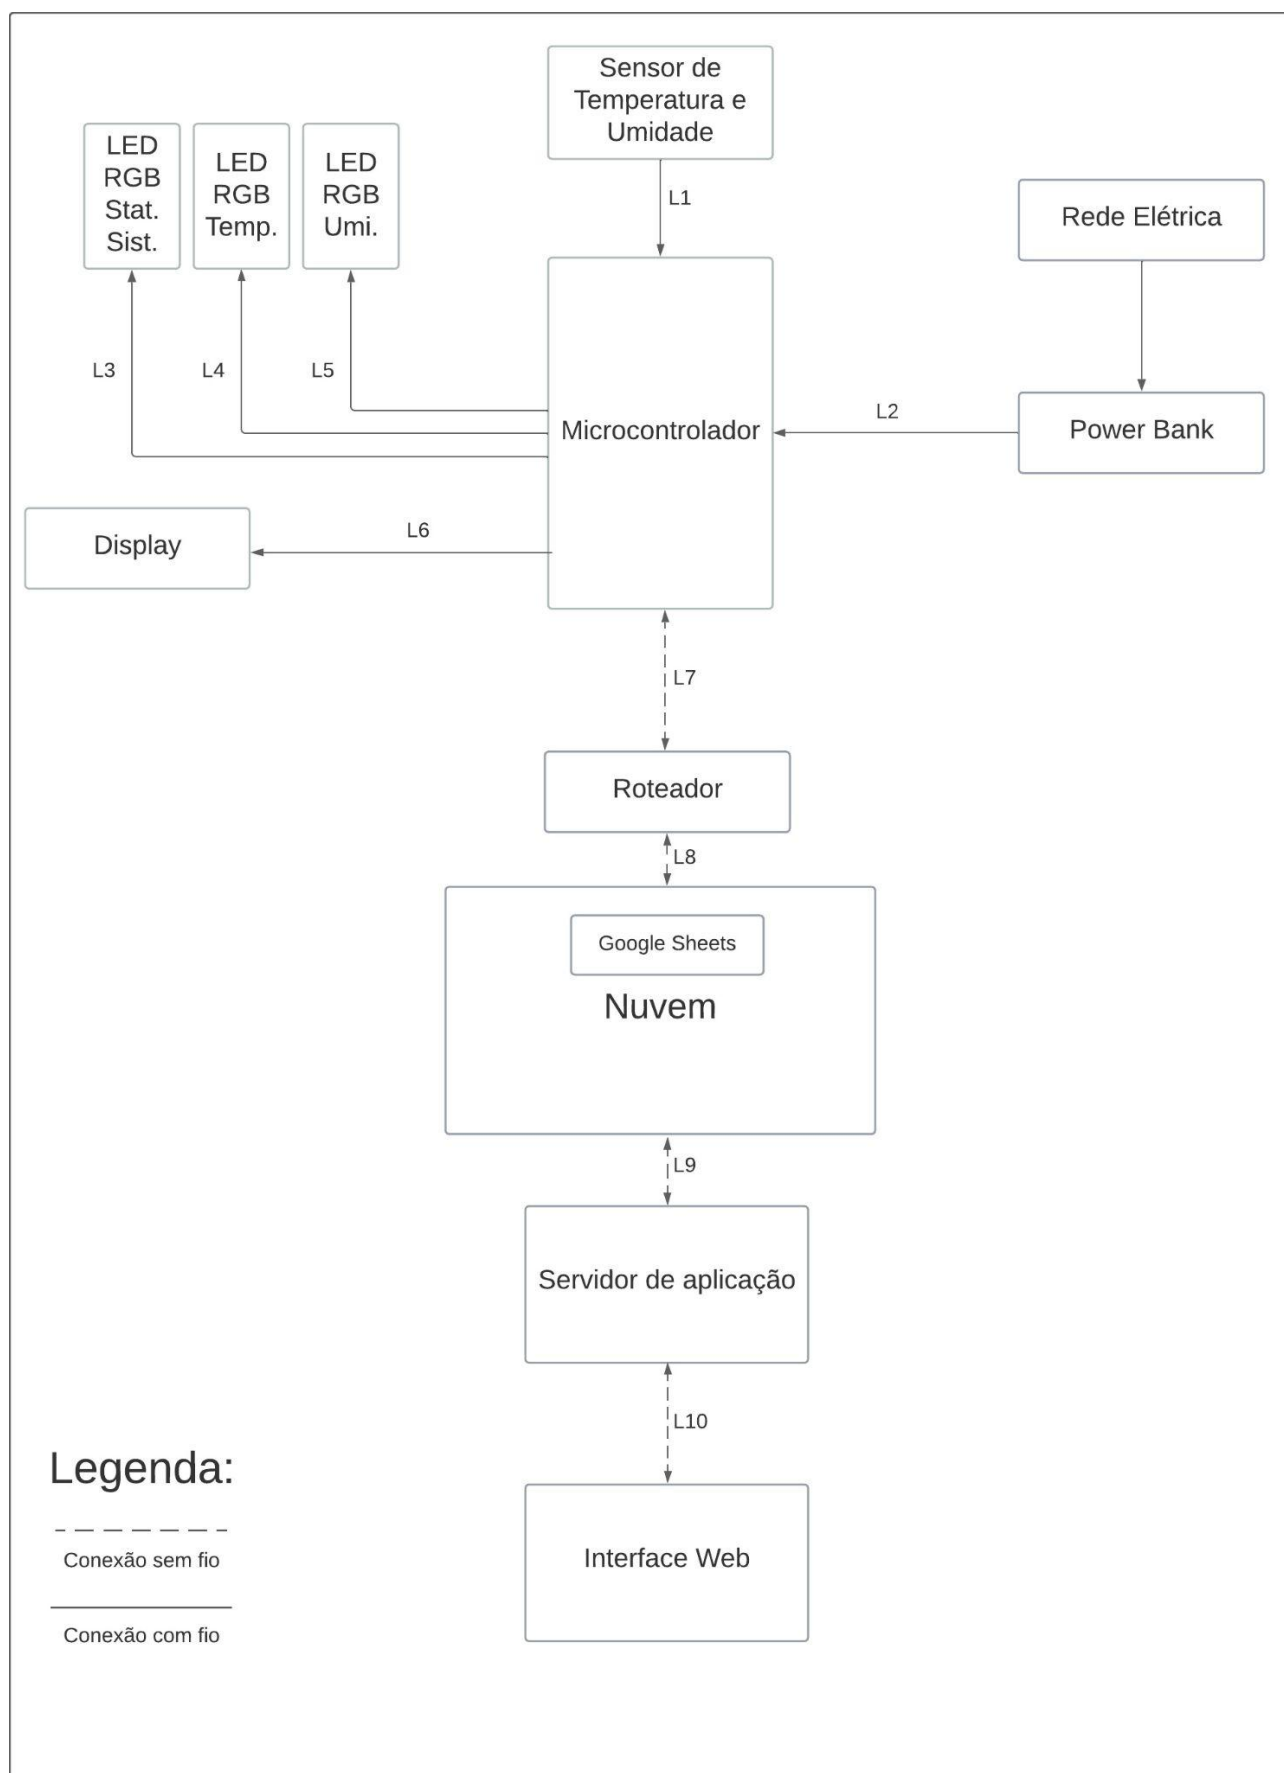 Sensor de
Temperatura e
Umidade
LED
RGB
Stat.
Sist.
LED
RGB
Temp.
LED
RGB
Umi.
L1
Rede Elétrica
L3
L4
L5
Microcontrolador
L2
Power Bank
Display
L6
L7
Roteador
L8
Google Sheets
Nuvem
L9
Servidor de aplicação
L10
Legenda:
Conexão sem fio
Conexão com fio
Interface Web